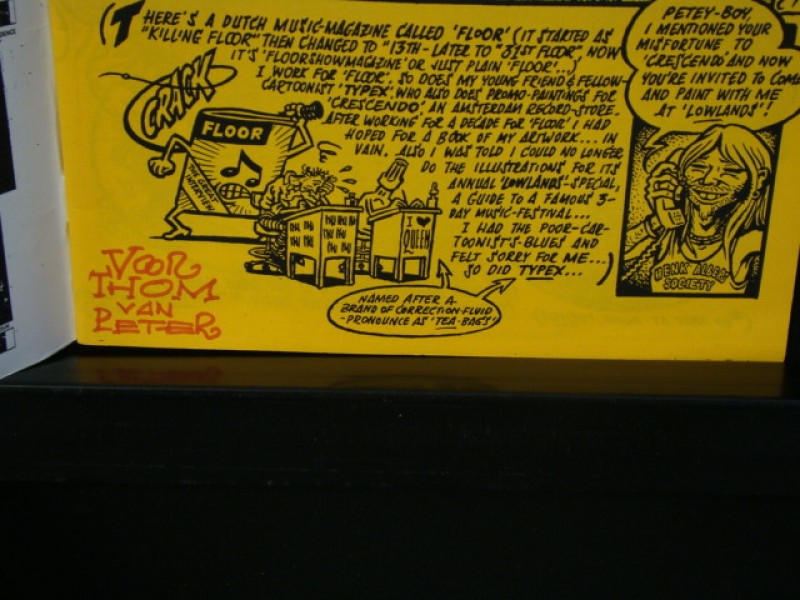 (THERE'S A DUTCH MUSIC-MAGAZINE CALLED 'FLOOR' (IT STARTED AS
"KILLING FLOOR" THEN CHANGED TO "13TH- LATER TO "31ST FLOOR" NOW
IT'S 'FLOORSHOWMAGAZINE' OR JUST PLAIN 'FLOOR'...)
I WORK FOR 'FLOOR'. SO DOES MY YOUNG FRIEND & FELLOW-
CARTOONIST 'TYPEX', WHO ALSO DOES PROMO-PAINTINGS FOR
'CRESCENDO', AN AMSTERDAM RECORD-STORE.
AFTER WORKING FOR A DECADE FOR 'FLOOR' I HAD
HOPED FOR A BOOK OF MY ARTWORK... IN
VAIN. ALSO I WAS TOLD I COULD NO LONGER
DO THE ILLUSTRATIONS FOR ITS
ANNUAL 'LOWLANDS'-SPECIAL,
A GUIDE TO A FAMOUS 3-
DAY MUSIC-FESTIVAL...
I HAD THE POOR-CAR-
TOONIST'S-BLUES AND
FELT SORRY FOR ME...
SO DID TYPEX...)
CRACK
FLOOR
INTERVIEW
I ♥
QUEEN
NAMED AFTER A
BRAND OF CORRECTION-FLUID
-PRONOUNCE AS 'TEA-BAGS'
VOOR
THOM
VAN
PETER
PETEY-BOY,
I MENTIONED YOUR
MISFORTUNE TO
'CRESCENDO' AND NOW
YOU'RE INVITED TO COME
AND PAINT WITH ME
AT 'LOWLANDS'!
HENK
SOCIETY